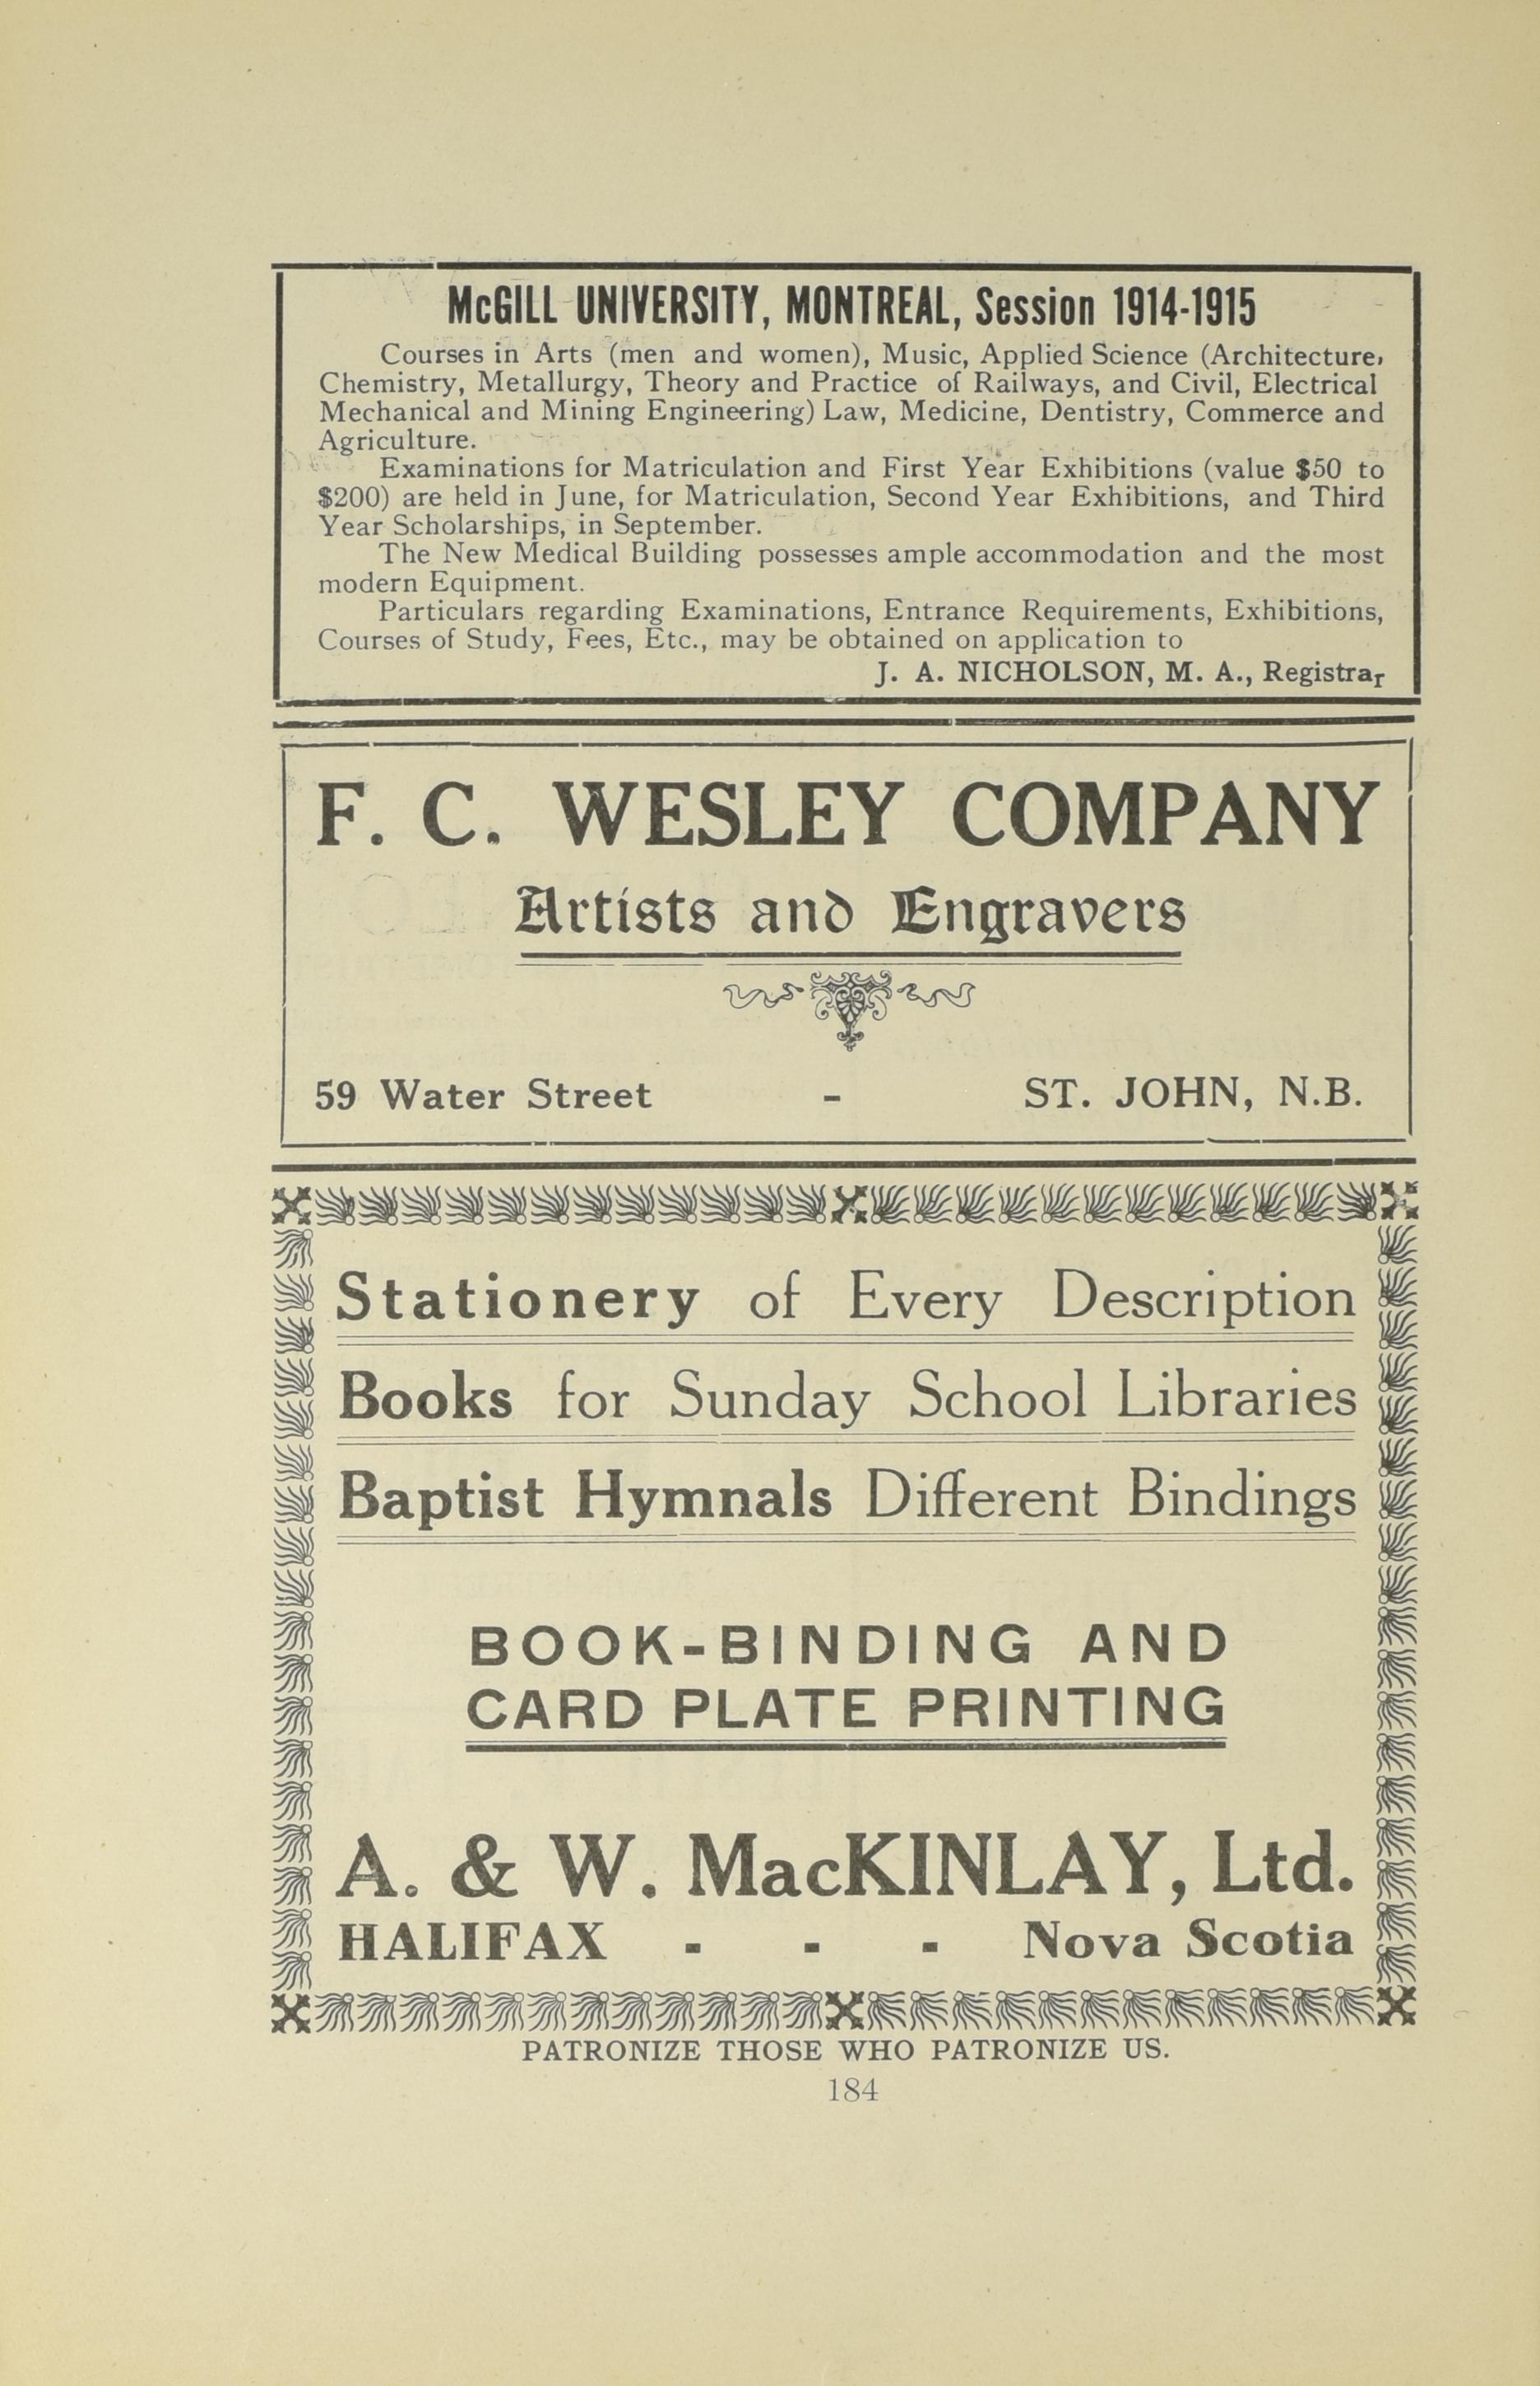 McGILL UNIVERSITY, MONTREAL, Session 1914-1915
Courses in Arts (men and women), Music, Applied Science (Architecture,
Chemistry, Metallurgy, Theory and Practice of Railways, and Civil, Electrical
Mechanical and Mining Engineering) Law, Medicine, Dentistry, Commerce and
Agriculture.
Examinations for Matriculation and First Year Exhibitions (value $50 to
$200) are held in June, for Matriculation, Second Year Exhibitions, and Third
Year Scholarships, in September.
The New Medical Building possesses ample accommodation and the most
modern Equipment.
Particulars regarding Examinations, Entrance Requirements, Exhibitions,
Courses of Study, Fees, Etc., may be obtained on application to
J. A. NICHOLSON, M. A., Registrar
F. C. WESLEY COMPANY
Artists and Engravers
59 Water Street - ST. JOHN, N.B.
Stationery of Every Description
Books for Sunday School Libraries
Baptist Hymnals Different Bindings
BOOK-BINDING AND
CARD PLATE PRINTING
A. & W. MacKINLAY, Ltd.
HALIFAX - - - Nova Scotia
PATRONIZE THOSE WHO PATRONIZE US.
184